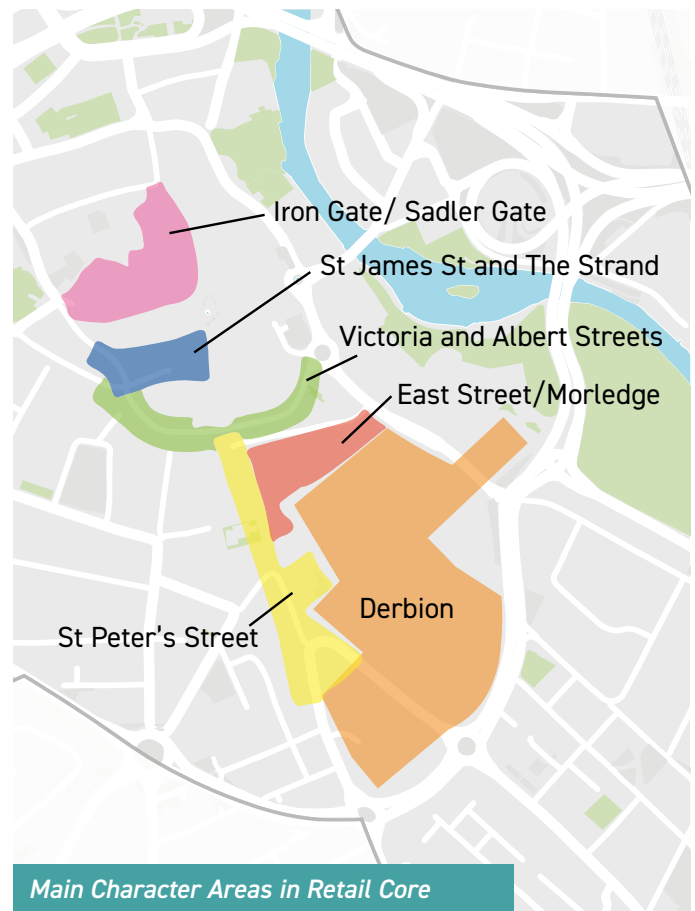 Iron Gate/ Sadler Gate
St James St and The Strand
Victoria and Albert Streets
East Street/Morledge
Derbion
St Peter’s Street
Main Character Areas in Retail Core